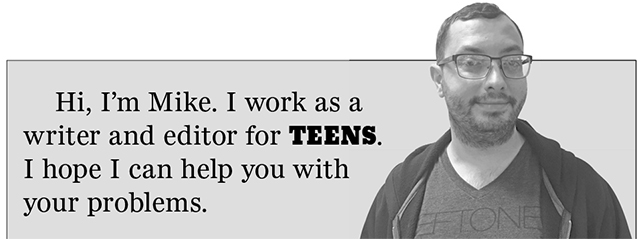 Hi, I'm Mike. I work as a
writer and editor for TEENS.
I hope I can help you with
your problems.